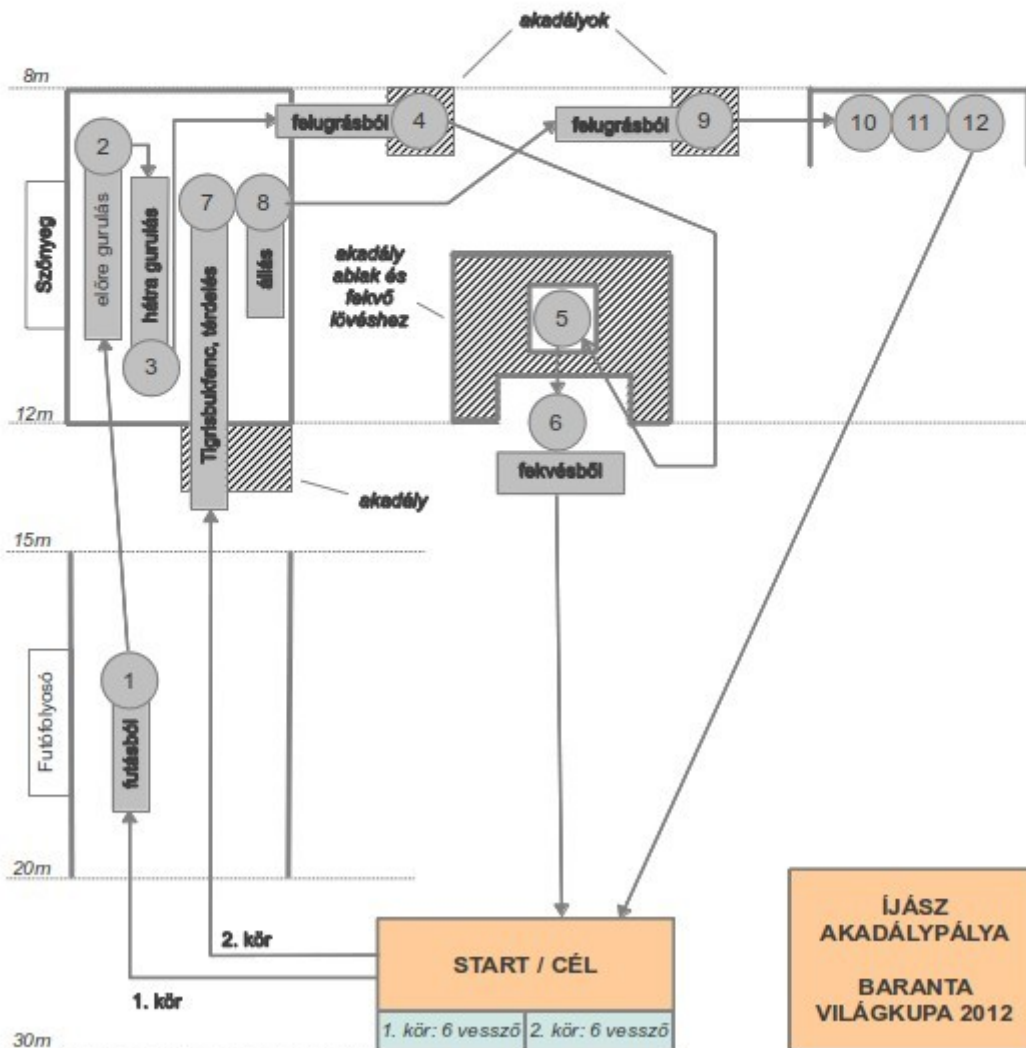 akadályok
8m
felugrásból
4
felugrásból
9
10
11
12
2
7
8
Szőnyeg
előre gurulás
hátra gurulás
3
Tigrisbukfenc, térdelés
állás
akadály
ablak és
fekvő
lövéshez
5
12m
6
fekvésből
akadály
15m
Futófolyosó
1
futásból
20m
2. kör
1. kör
START / CÉL
1. kör: 6 vessző
2. kör: 6 vessző
30m
ÍJÁSZ
AKADÁLYPÁLYA
BARANTA
VILÁGKUPA 2012